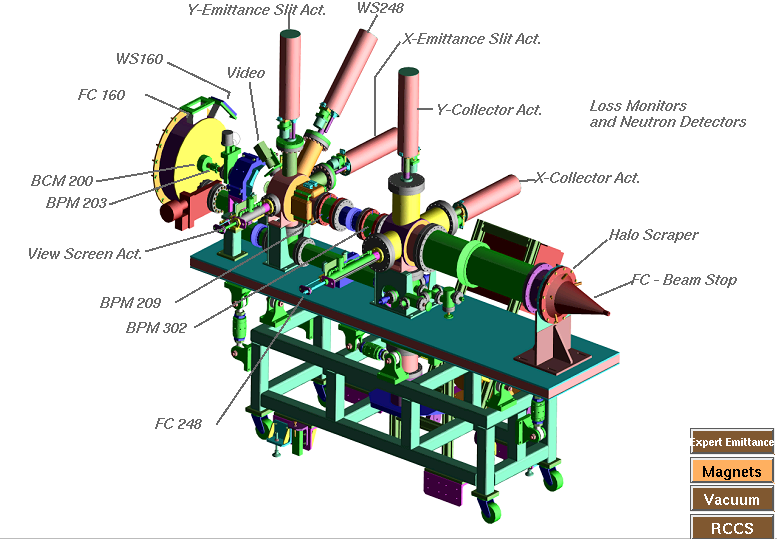 Y-Emittance Slit Act.
WS248
X-Emittance Slit Act.
WS160
Video
FC 160
Y-Collector Act.
Loss Monitors
and Neutron Detectors
BCM 200
BPM 203
X-Collector Act.
View Screen Act.
Halo Scraper
FC - Beam Stop
BPM 209
BPM 302
FC 248
Expert Emittance
Magnets
Vacuum
RCCS